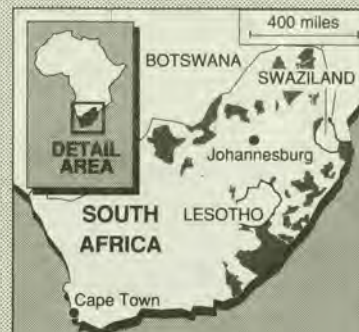 400 miles
BOTSWANA
SWAZILAND
DETAIL
AREA
Johannesburg
SOUTH
AFRICA
LESOTHO
Cape Town